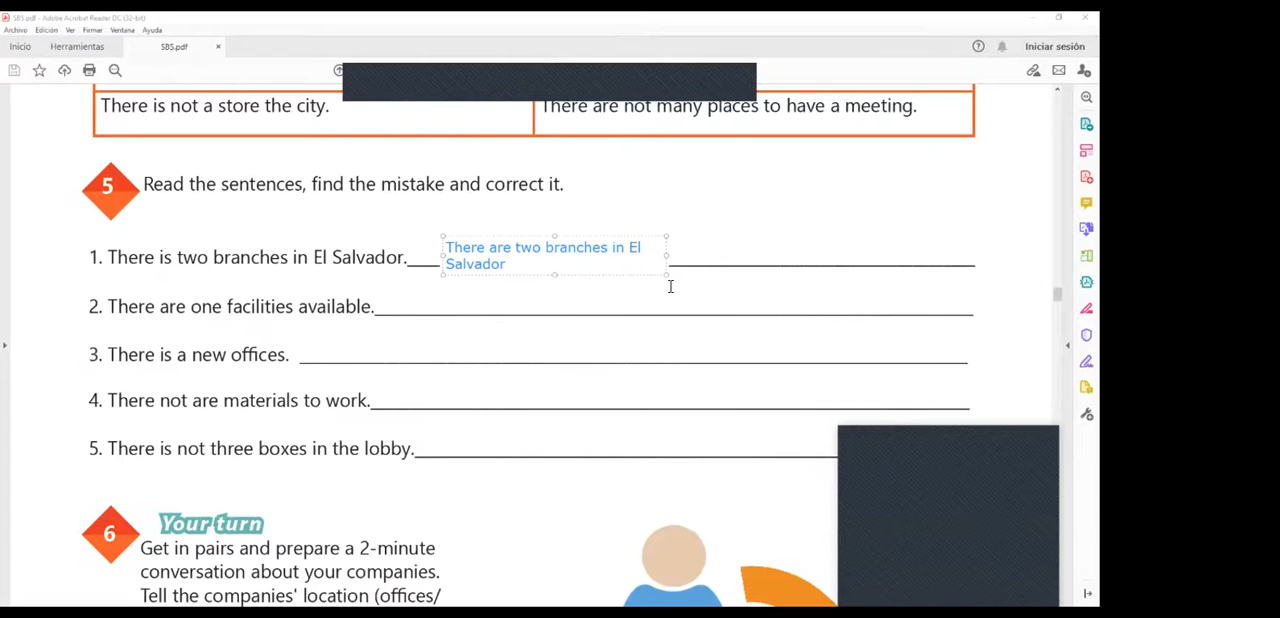 SBS.pdf - Adobe Acrobat Reader DC (32-bit)
Archivo Edición Ver Firmar Ventana Ayuda
Inicio Herramientas SBS.pdf × Iniciar sesión
There is not a store the city. There are not many places to have a meeting.
5 Read the sentences, find the mistake and correct it.
1. There is two branches in El Salvador. There are two branches in El
Salvador
2. There are one facilities available.
3. There is a new offices.
4. There not are materials to work.
5. There is not three boxes in the lobby.
6 Your turn
Get in pairs and prepare a 2-minute
conversation about your companies.
Tell the companies' location (offices/